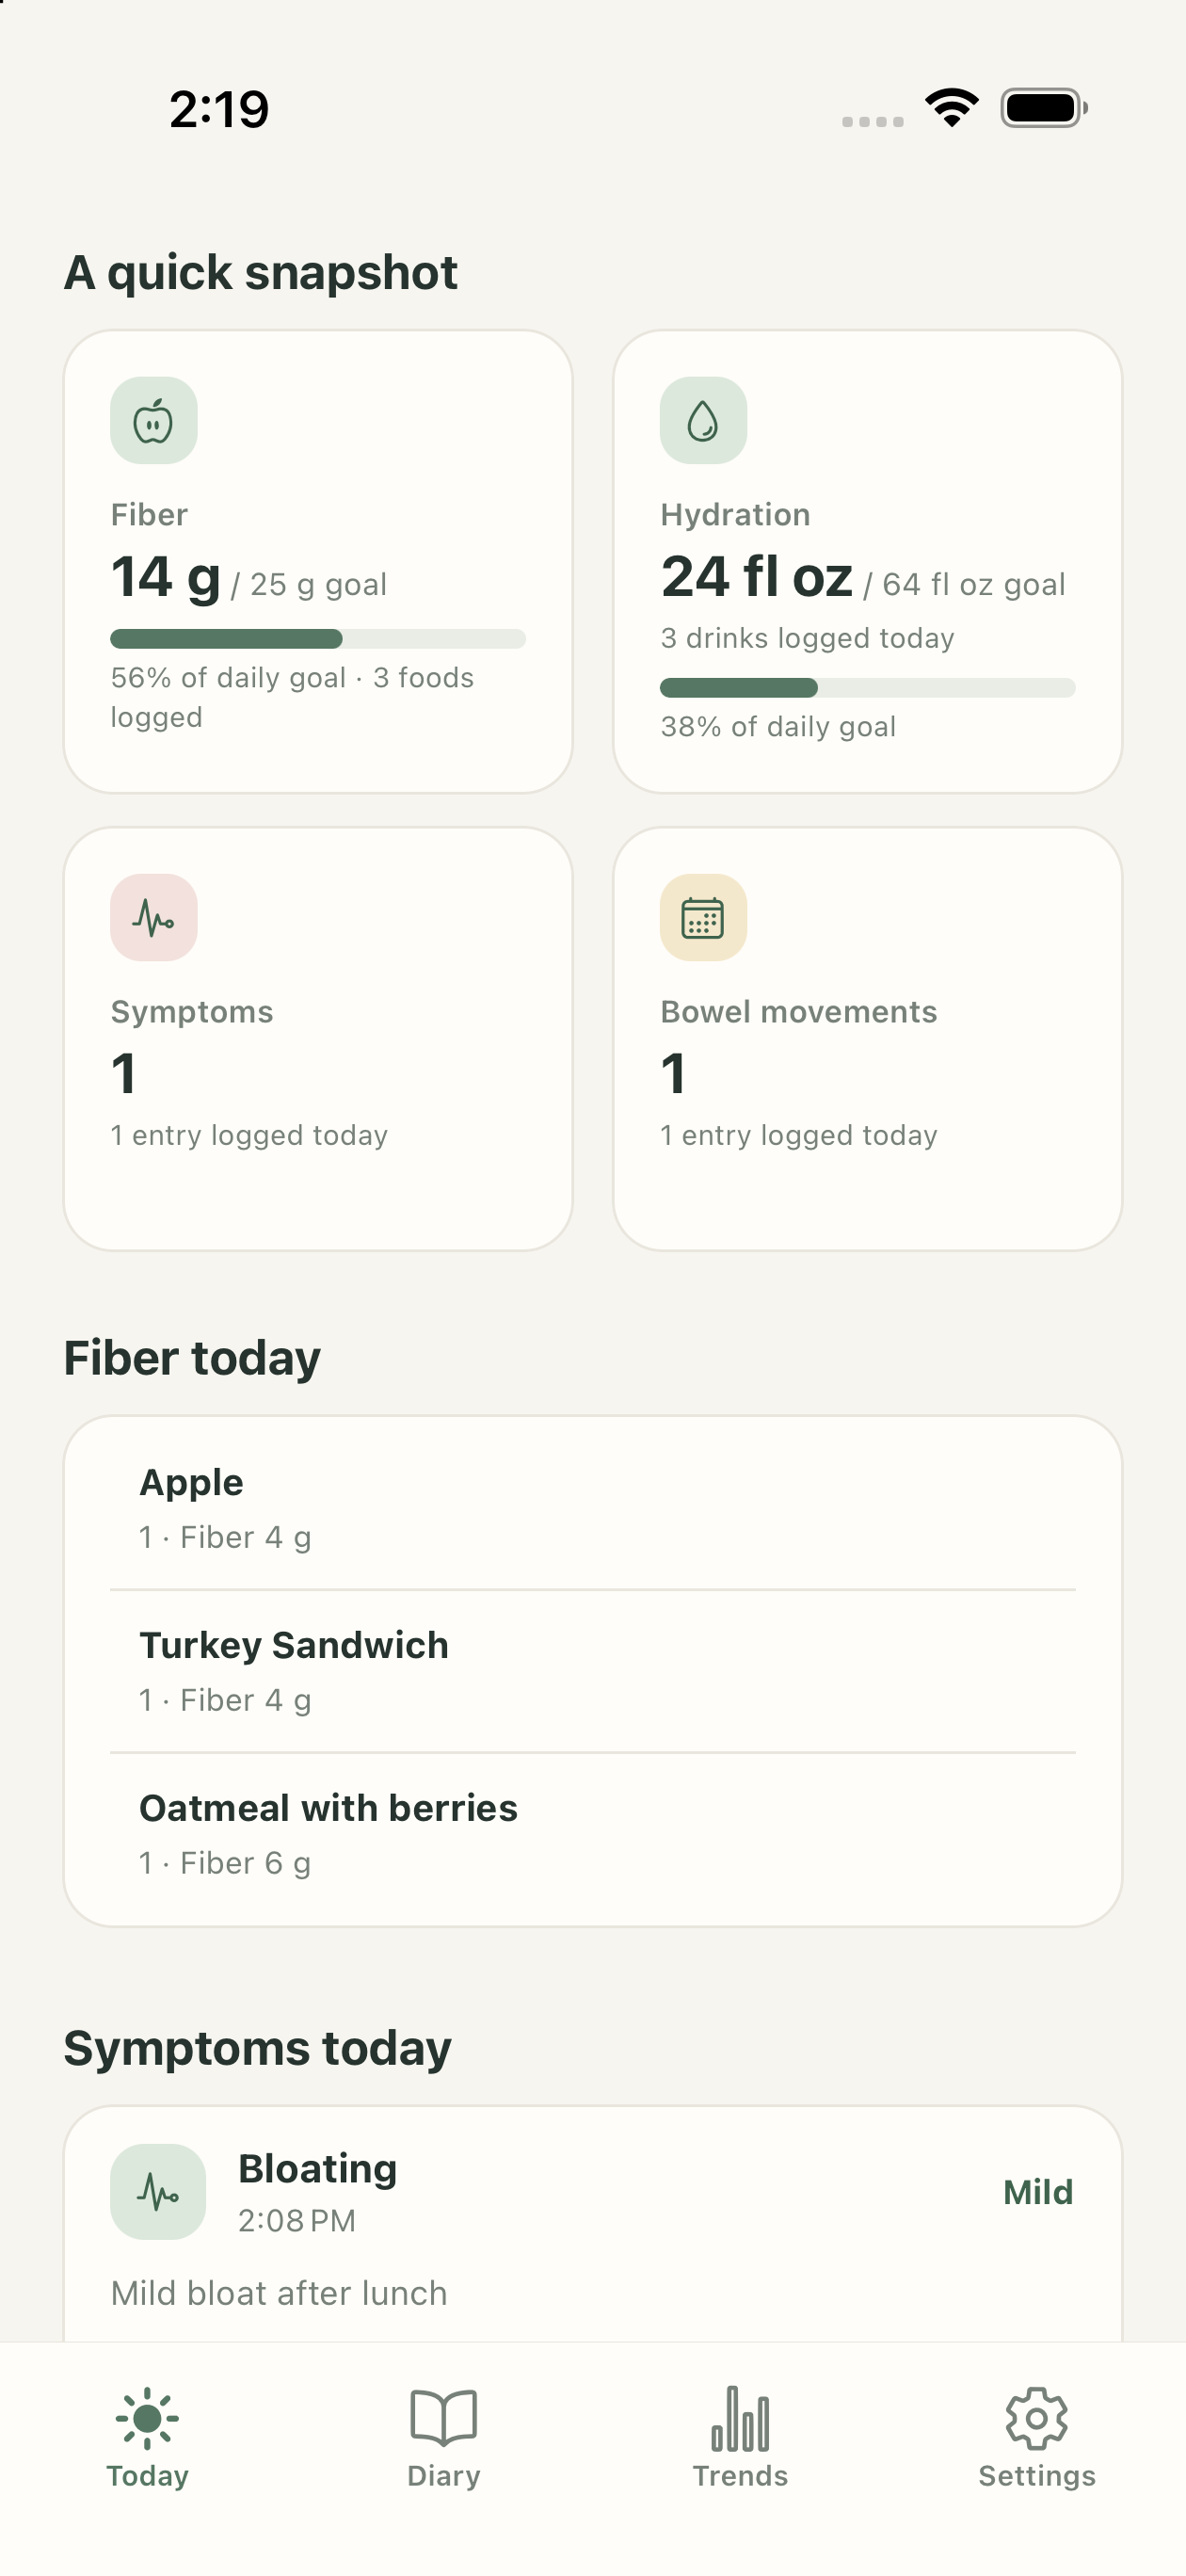 2:19
A quick snapshot
Fiber
14 g / 25 g goal
56% of daily goal · 3 foods
logged
Hydration
24 fl oz / 64 fl oz goal
3 drinks logged today
38% of daily goal
Symptoms
1
1 entry logged today
Bowel movements
1
1 entry logged today
Fiber today
Apple
1 · Fiber 4 g
Turkey Sandwich
1 · Fiber 4 g
Oatmeal with berries
1 · Fiber 6 g
Symptoms today
Bloating
2:08 PM
Mild
Mild bloat after lunch
Today
Diary
Trends
Settings